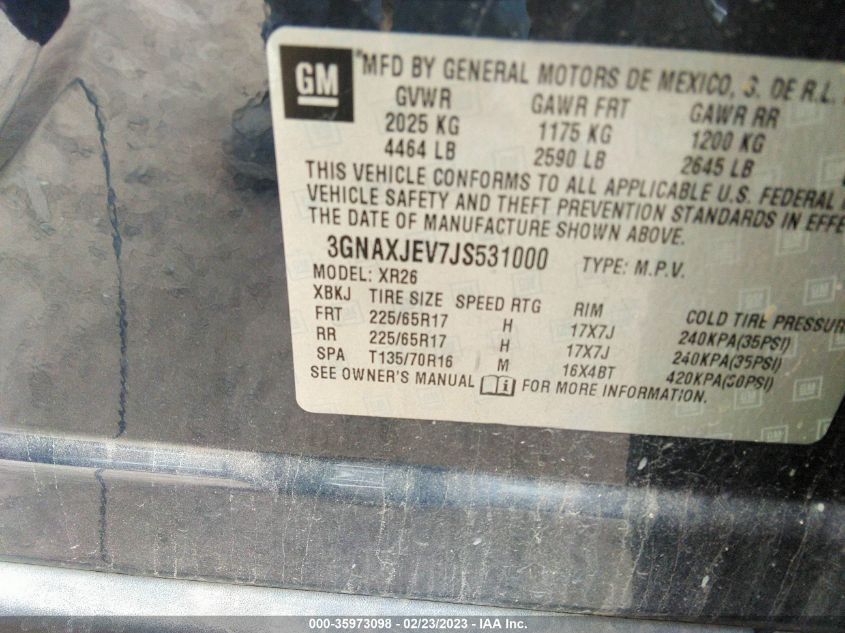 GM
MFD BY GENERAL MOTORS DE MEXICO, S. DE R.L.
GVWR GAWR FRT GAWR RR
2025 KG 1175 KG 1200 KG
4464 LB 2590 LB 2645 LB
THIS VEHICLE CONFORMS TO ALL APPLICABLE U.S. FEDERAL
VEHICLE SAFETY AND THEFT PREVENTION STANDARDS IN EFFE
THE DATE OF MANUFACTURE SHOWN ABOVE.
3GNAXJEV7JS531000 TYPE: M.P.V.
MODEL: XR26
XBKJ TIRE SIZE SPEED RTG RIM COLD TIRE PRESSUR
FRT 225/65R17 H 17X7J 240KPA(35PSI)
RR 225/65R17 H 17X7J 240KPA(35PSI)
SPA T135/70R16 M 16X4BT 420KPA(60PSI)
SEE OWNER'S MANUAL FOR MORE INFORMATION.
000-35973098 - 02/23/2023 - IAA Inc.